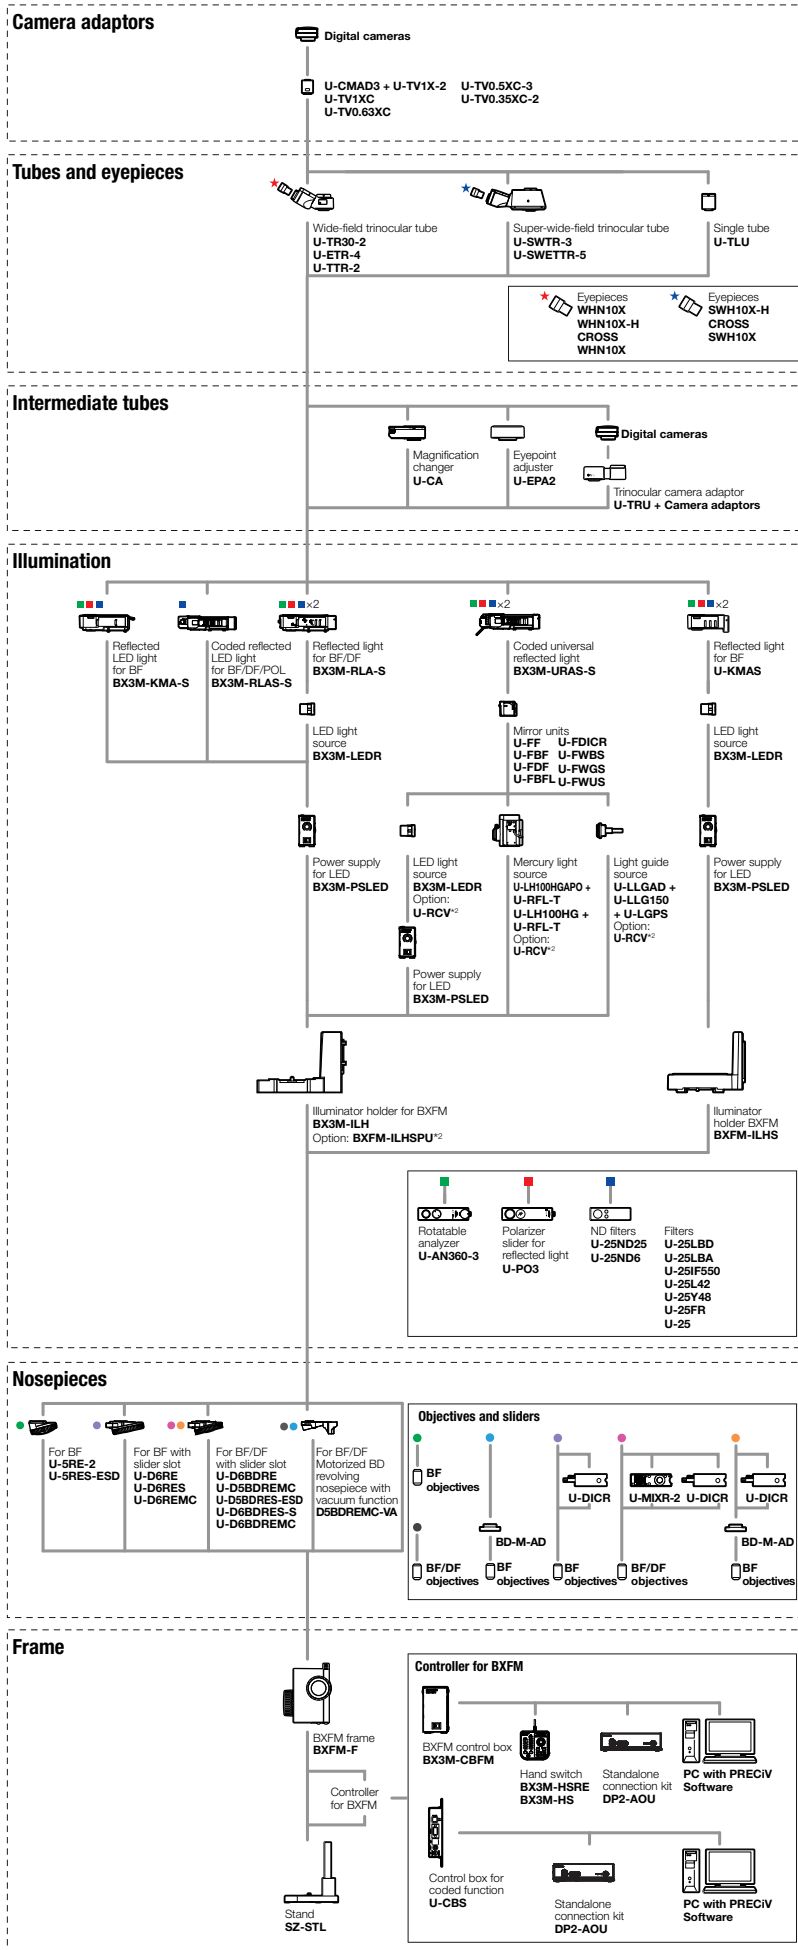 Camera adaptors
Digital cameras
U-CMAD3 + U-TV1X-2
U-TV1XC
U-TV0.63XC
U-TV0.5XC-3
U-TV0.35XC-2
Tubes and eyepieces
Wide-field trinocular tube
U-TR30-2
U-ETR-4
U-TTR-2
Super-wide-field trinocular tube
U-SWTR-3
U-SWETTR-5
Single tube
U-TLU
Eyepieces
WHN10X
WHN10X-H
CROSS
WHN10X
Eyepieces
SWH10X-H
CROSS
SWH10X
Intermediate tubes
Magnification
changer
U-CA
Eyepoint
adjuster
U-EPA2
Digital cameras
Trinocular camera adaptor
U-TRU + Camera adaptors
Illumination
×2
×2
×2
Reflected
LED light
for BF
BX3M-KMA-S
Coded reflected
LED light
for BF/DF/POL
BX3M-RLAS-S
Reflected light
for BF/DF
BX3M-RLA-S
Coded universal
reflected light
BX3M-URAS-S
Reflected light
for BF
U-KMAS
LED light
source
BX3M-LEDR
Mirror units
U-FF
U-FBF
U-FDF
U-FBFL
U-FDICR
U-FWBS
U-FWGS
U-FWUS
LED light
source
BX3M-LEDR
Power supply
for LED
BX3M-PSLED
LED light
source
BX3M-LEDR
Option:
U-RCV*2
Mercury light
source
U-LH100HGAPO +
U-RFL-T
U-LH100HG +
U-RFL-T
Option:
U-RCV*2
Light guide
source
U-LLGAD +
U-LLG150
+ U-LGPS
Option:
U-RCV*2
Power supply
for LED
BX3M-PSLED
Power supply
for LED
BX3M-PSLED
Illuminator holder for BXFM
BX3M-ILH
Option: BXFM-ILHSPU*2
Iluminator
holder BXFM
BXFM-ILHS
Rotatable
analyzer
U-AN360-3
Polarizer
slider for
reflected light
U-PO3
ND filters
U-25ND25
U-25ND6
Filters
U-25LBD
U-25LBA
U-25IF550
U-25L42
U-25Y48
U-25FR
U-25
Nosepieces
For BF
U-5RE-2
U-5RES-ESD
For BF with
slider slot
U-D6RE
U-D6RES
U-D6REMC
For BF/DF
with slider slot
U-D6BDRE
U-D5BDREMC
U-D5BDRES-ESD
U-D6BDRES-S
U-D6BDREMC
For BF/DF
Motorized BD
revolving
nosepiece with
vacuum function
D5BDREMC-VA
Objectives and sliders
BF
objectives
U-DICR
U-MIXR-2
U-DICR
U-DICR
BD-M-AD
BD-M-AD
BF/DF
objectives
BF
objectives
BF
objectives
BF/DF
objectives
BF
objectives
Frame
BXFM frame
BXFM-F
Controller
for BXFM
Stand
SZ-STL
Controller for BXFM
BXFM control box
BX3M-CBFM
Hand switch
BX3M-HSRE
BX3M-HS
Standalone
connection kit
DP2-AOU
PC with PRECiV
Software
Control box for
coded function
U-CBS
Standalone
connection kit
DP2-AOU
PC with PRECiV
Software